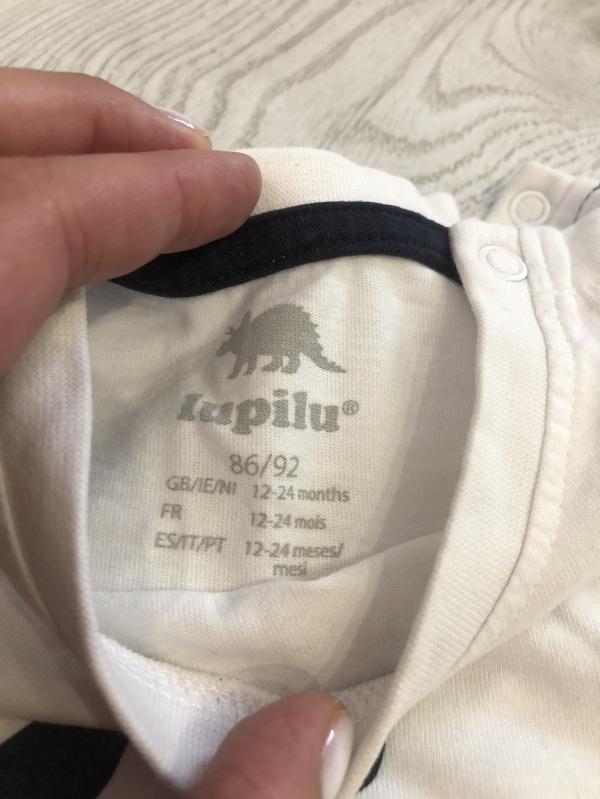 lupilu®
86/92
GB/IE/NI 12-24 months
FR 12-24 mois
ES/IT/PT 12-24 meses/
mesi